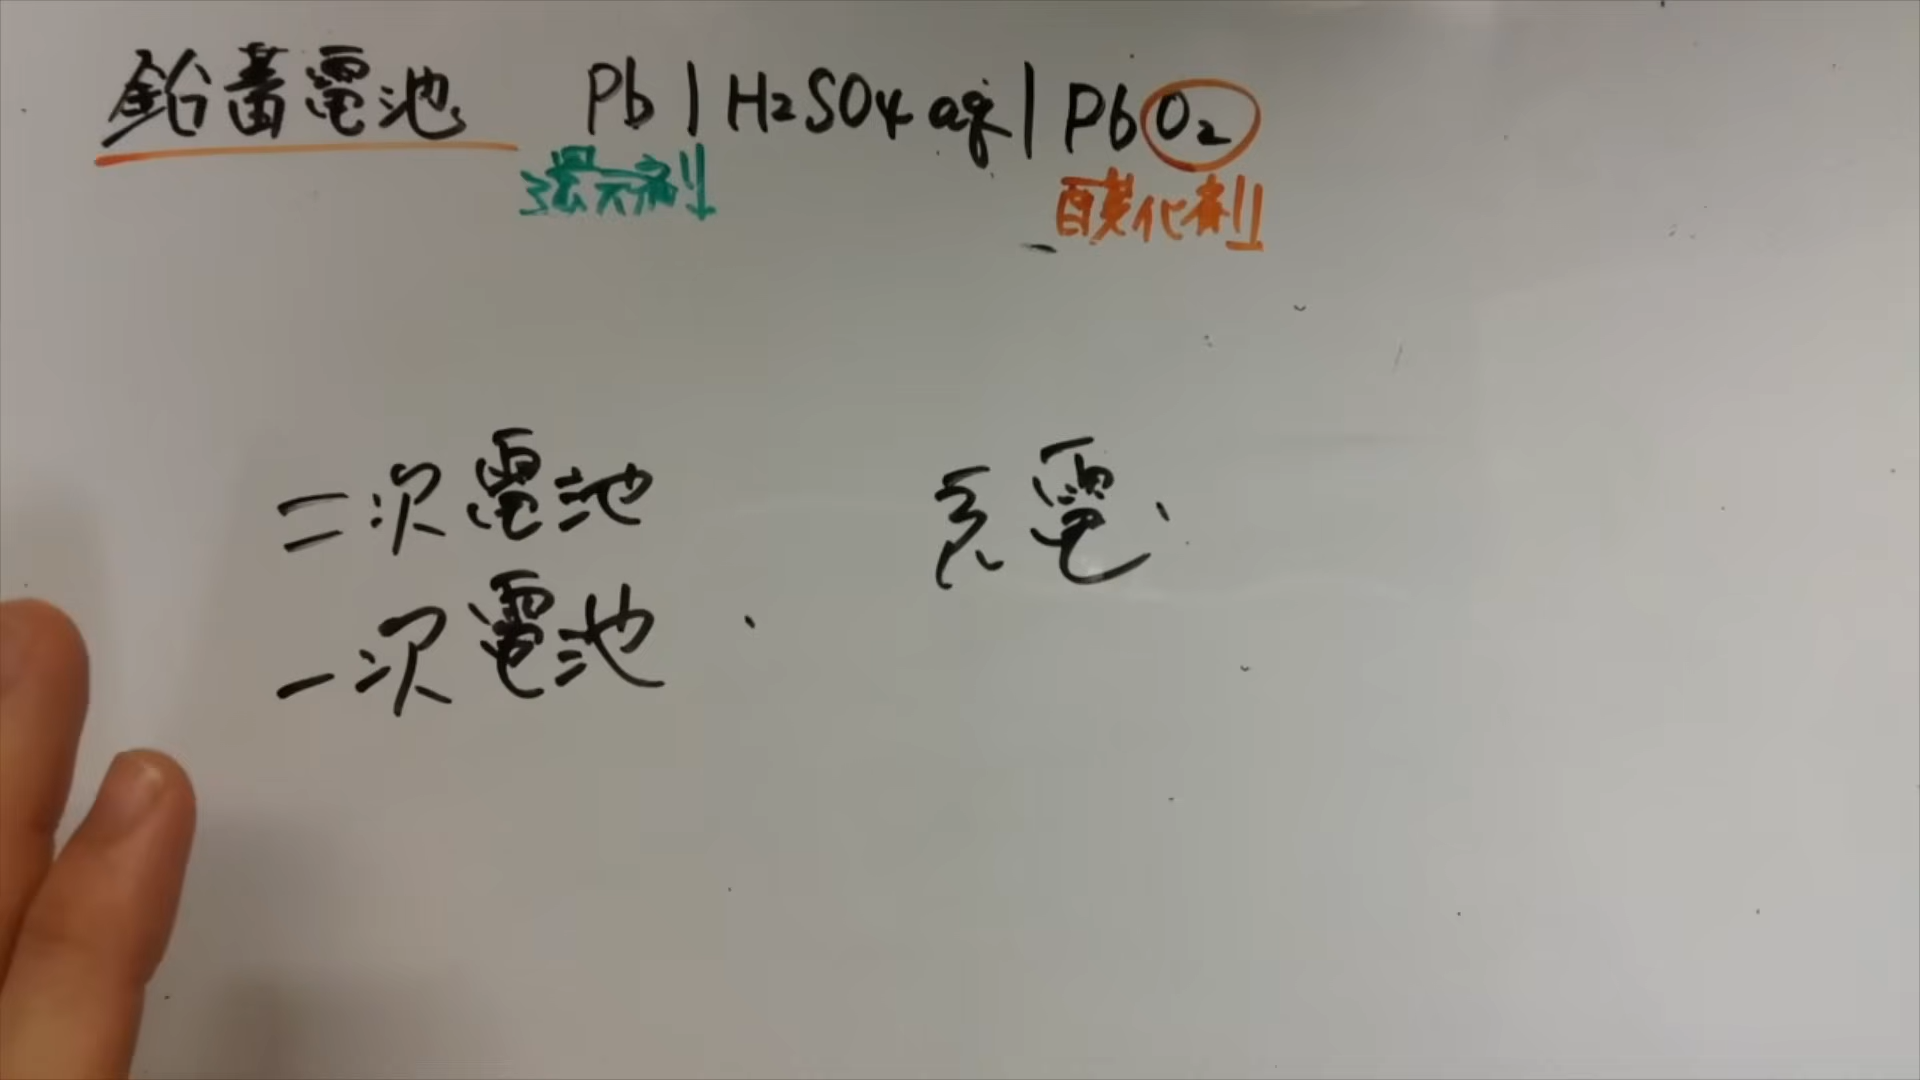 鉛蓄電池 Pb | H2SO4 aq | PbO2
還元剤 酸化剤
二次電池 充電
一次電池